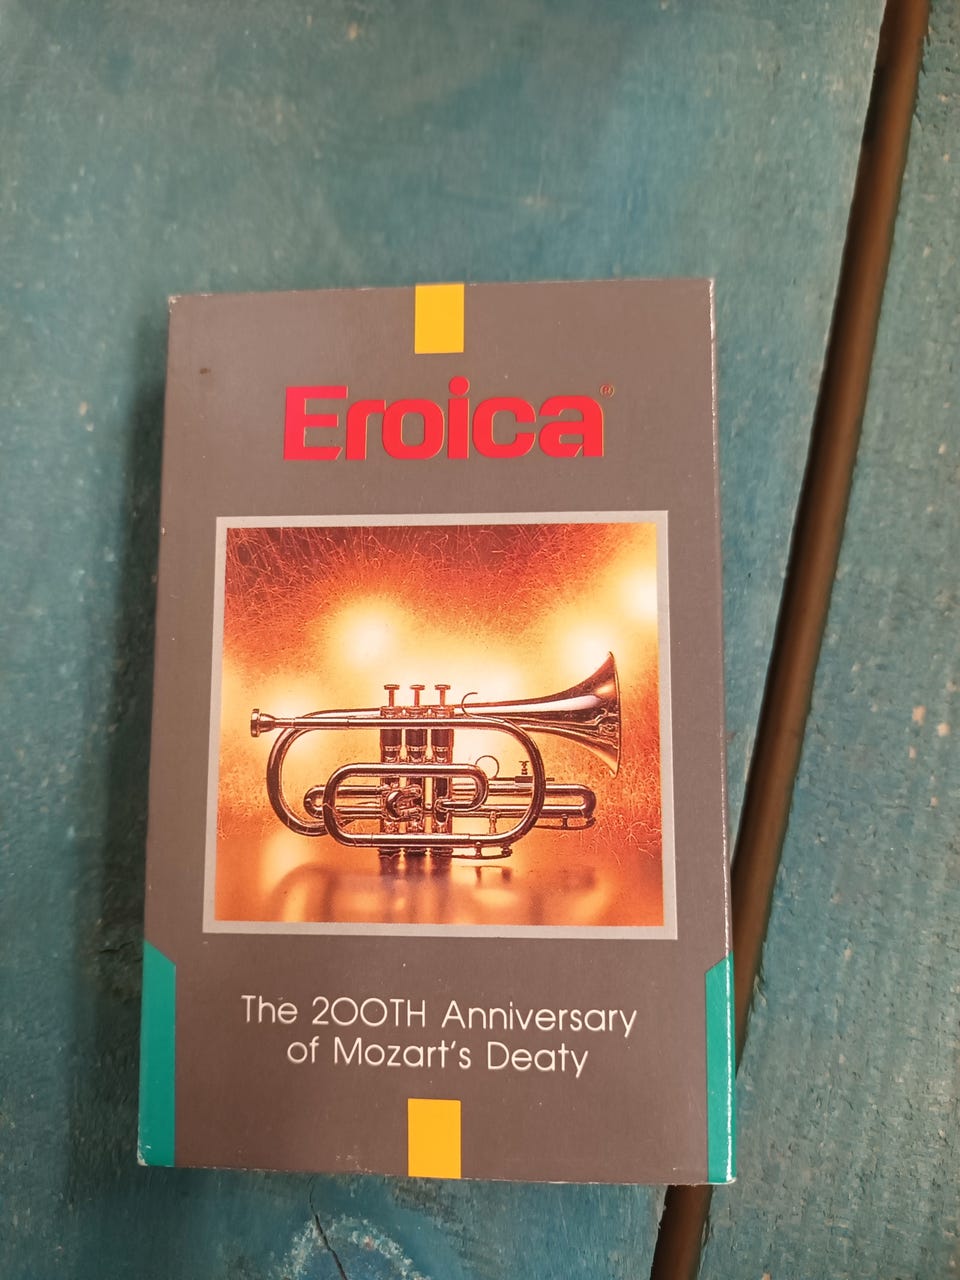 Eroica®
The 200TH Anniversary
of Mozart's Deaty